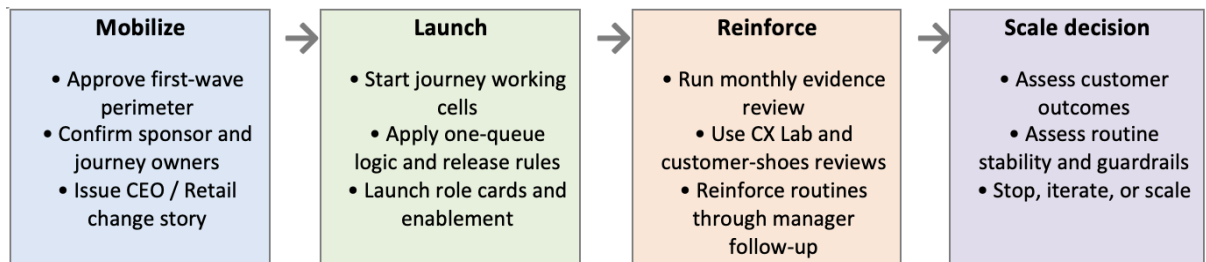 Mobilize
• Approve first-wave
perimeter
• Confirm sponsor and
journey owners
• Issue CEO / Retail
change story
Launch
• Start journey working
cells
• Apply one-queue
logic and release rules
• Launch role cards and
enablement
Reinforce
• Run monthly evidence
review
• Use CX Lab and
customer-shoes reviews
• Reinforce routines
through manager
follow-up
Scale decision
• Assess customer
outcomes
• Assess routine
stability and guardrails
• Stop, iterate, or scale